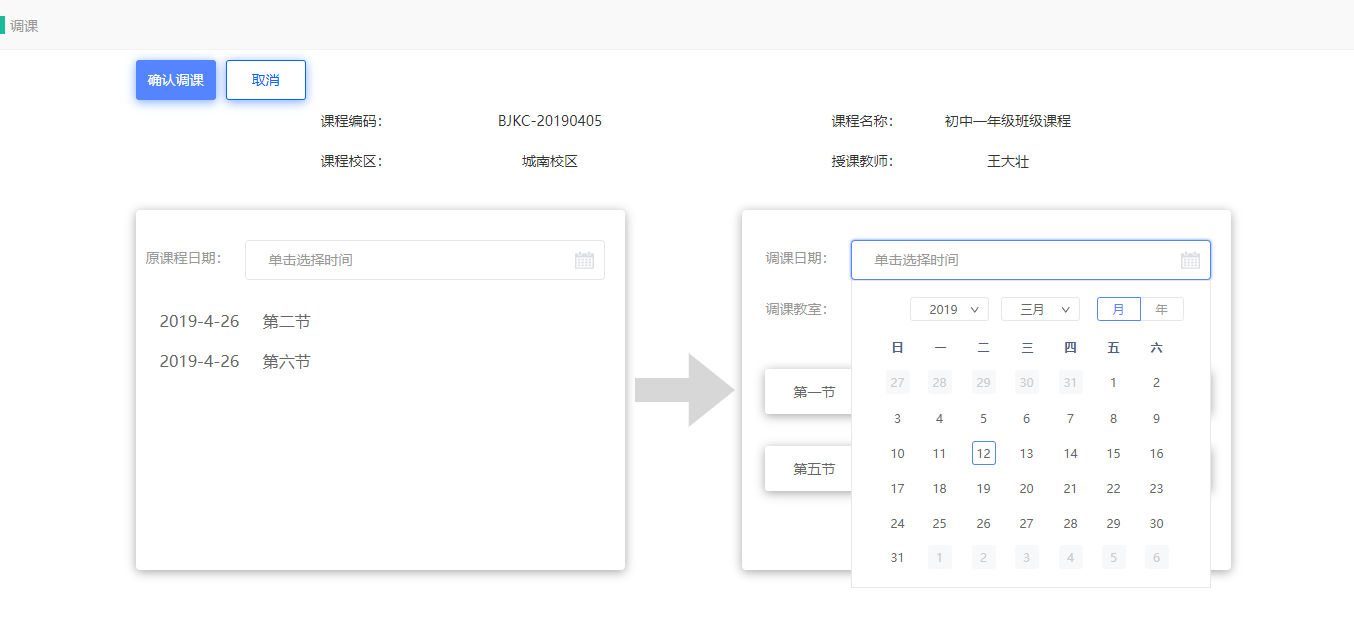 调课
确认调课 取消
课程编码: BJKC-20190405 课程名称: 初中一年级班级课程
课程校区: 城南校区 授课教师: 王大壮
原课程日期: 单击选择时间
2019-4-26 第二节
2019-4-26 第六节
调课日期: 单击选择时间
调课教室:
第一节
第五节
2019 三月 月 年
日 一 二 三 四 五 六
27 28 29 30 31 1 2
3 4 5 6 7 8 9
10 11 12 13 14 15 16
17 18 19 20 21 22 23
24 25 26 27 28 29 30
31 1 2 3 4 5 6